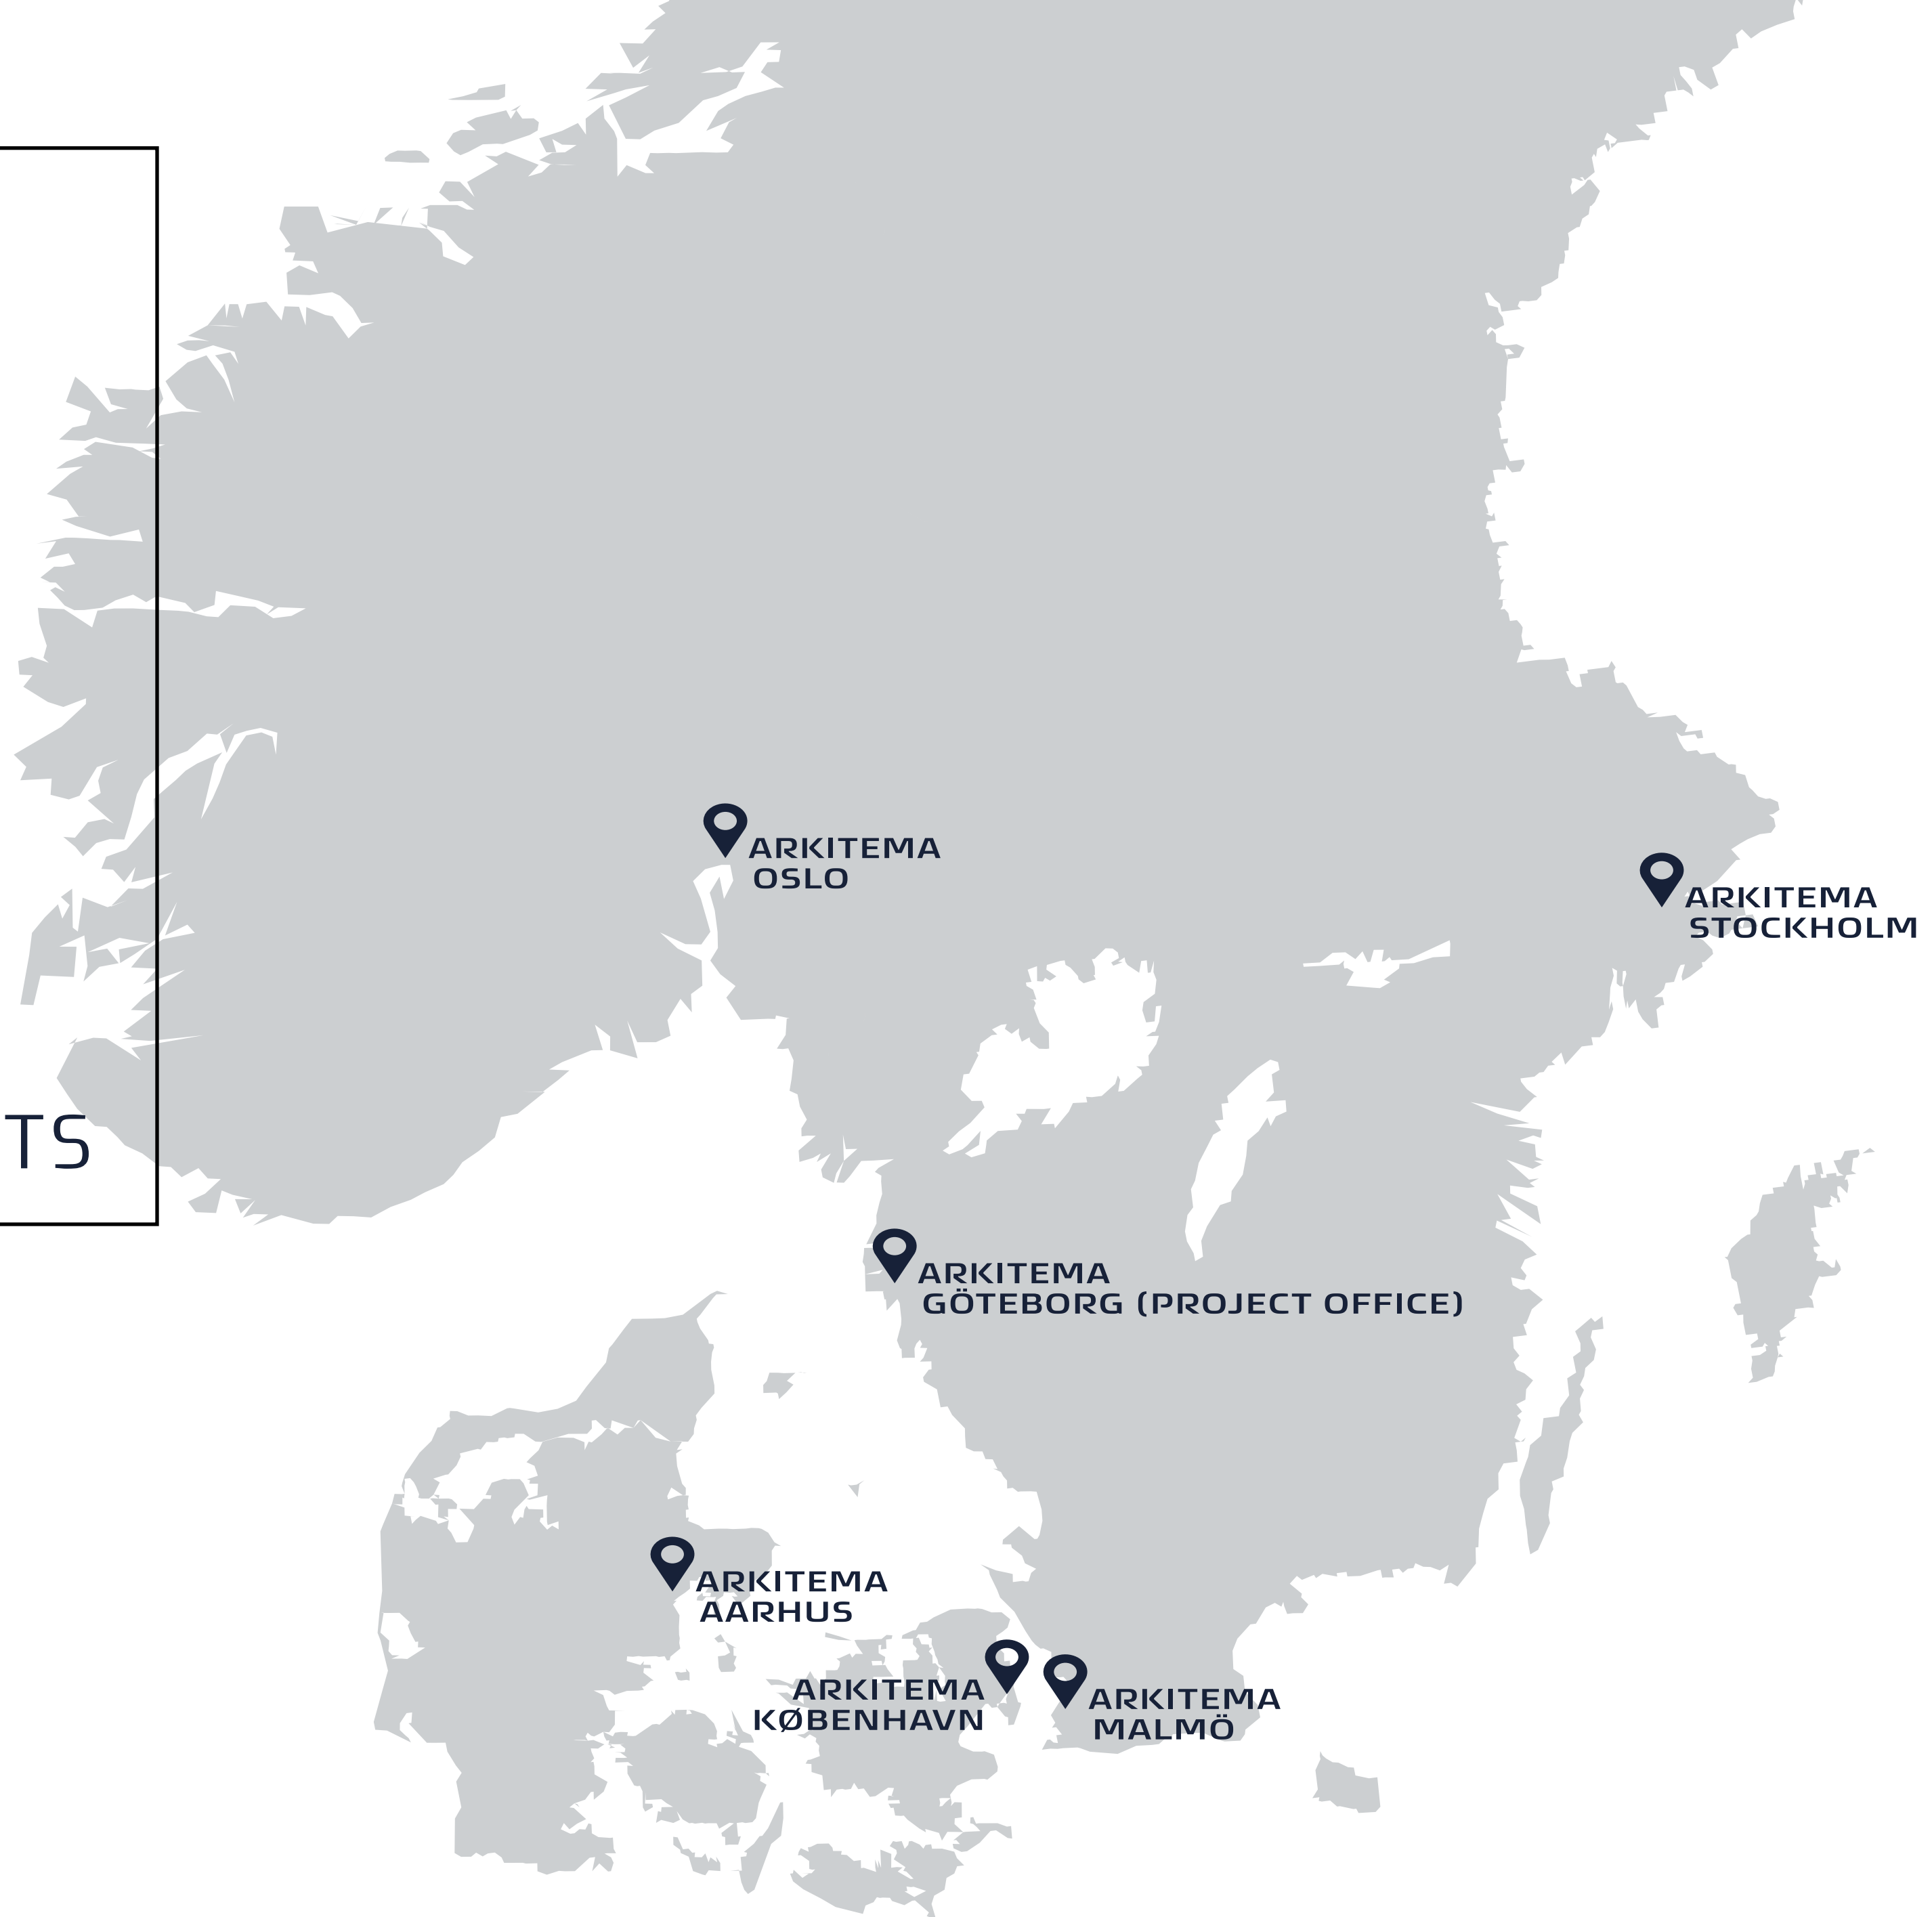 ARKITEMA
OSLO
ARKITEMA
STOCKHOLM
TS
ARKITEMA
GÖTEBORG (PROJECT OFFICE)
ARKITEMA
AARHUS
ARKITEMA
KØBENHAVN
ARKITEMA
MALMÖ